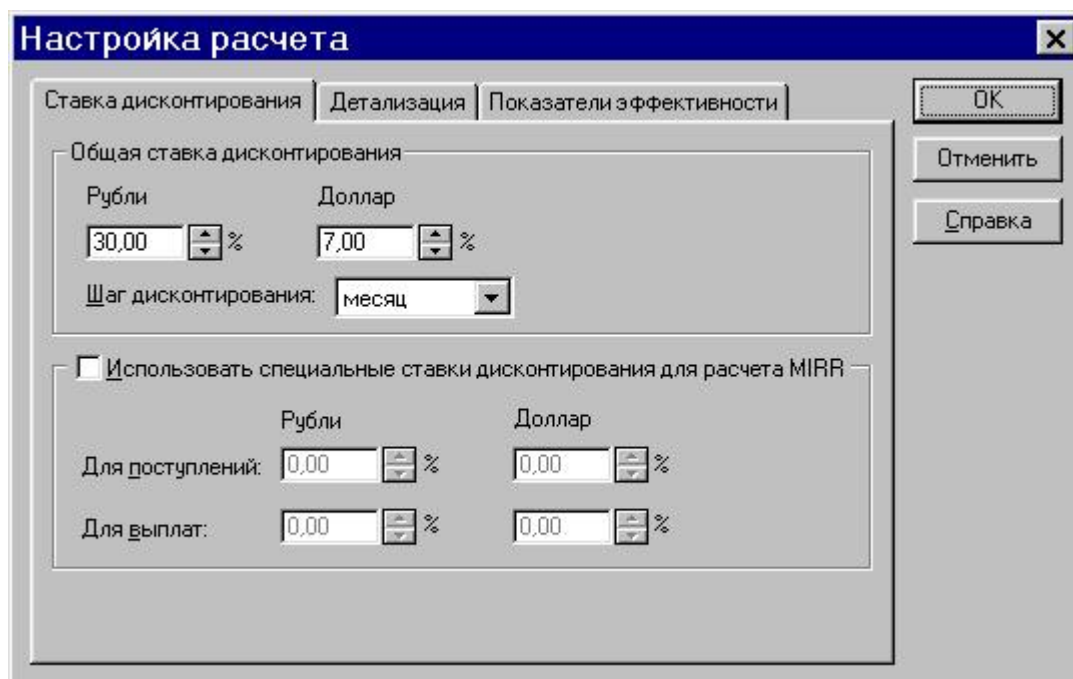 Настройка расчета
Ставка дисконтирования Детализация Показатели эффективности
OK
Отменить
Справка
Общая ставка дисконтирования
Рубли Доллар
30,00 % 7,00 %
Шаг дисконтирования: месяц
Использовать специальные ставки дисконтирования для расчета MIRR
Рубли Доллар
Для поступлений: 0,00 % 0,00 %
Для выплат: 0,00 % 0,00 %